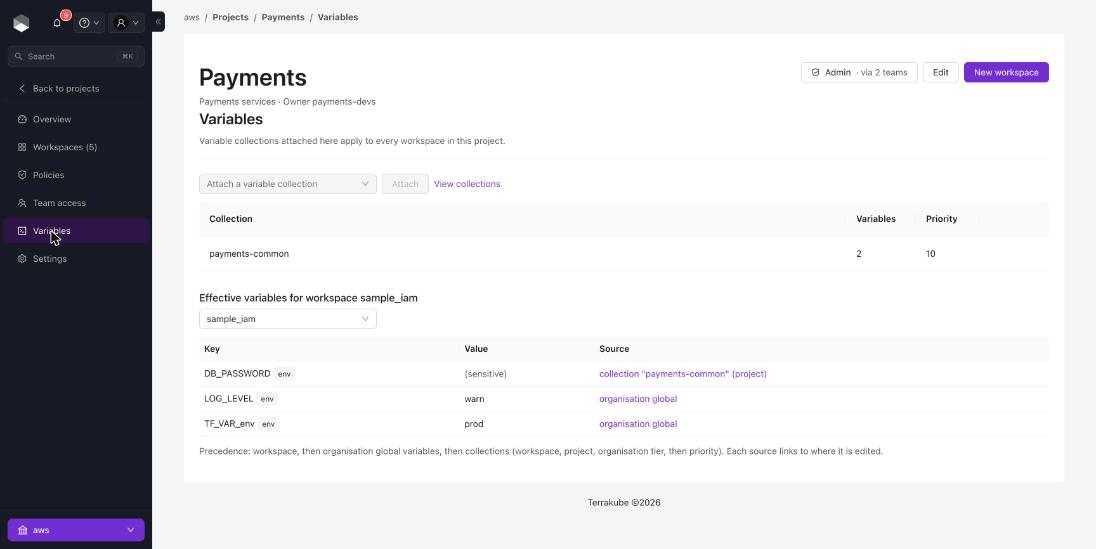 9
aws / Projects / Payments / Variables
Search ⌘K
Back to projects
Overview
Workspaces (5)
Policies
Team access
Variables
Settings
aws
Payments
Admin · via 2 teams
Edit
New workspace
Payments services · Owner payments-devs
Variables
Variable collections attached here apply to every workspace in this project.
Attach a variable collection
Attach
View collections
Collection Variables Priority
payments-common 2 10
Effective variables for workspace sample_iam
sample_iam
Key Value Source
DB_PASSWORD env (sensitive) collection "payments-common" (project)
LOG_LEVEL env warn organisation global
TF_VAR_env env prod organisation global
Precedence: workspace, then organisation global variables, then collections (workspace, project, organisation tier, then priority). Each source links to where it is edited.
Terrakube ©2026